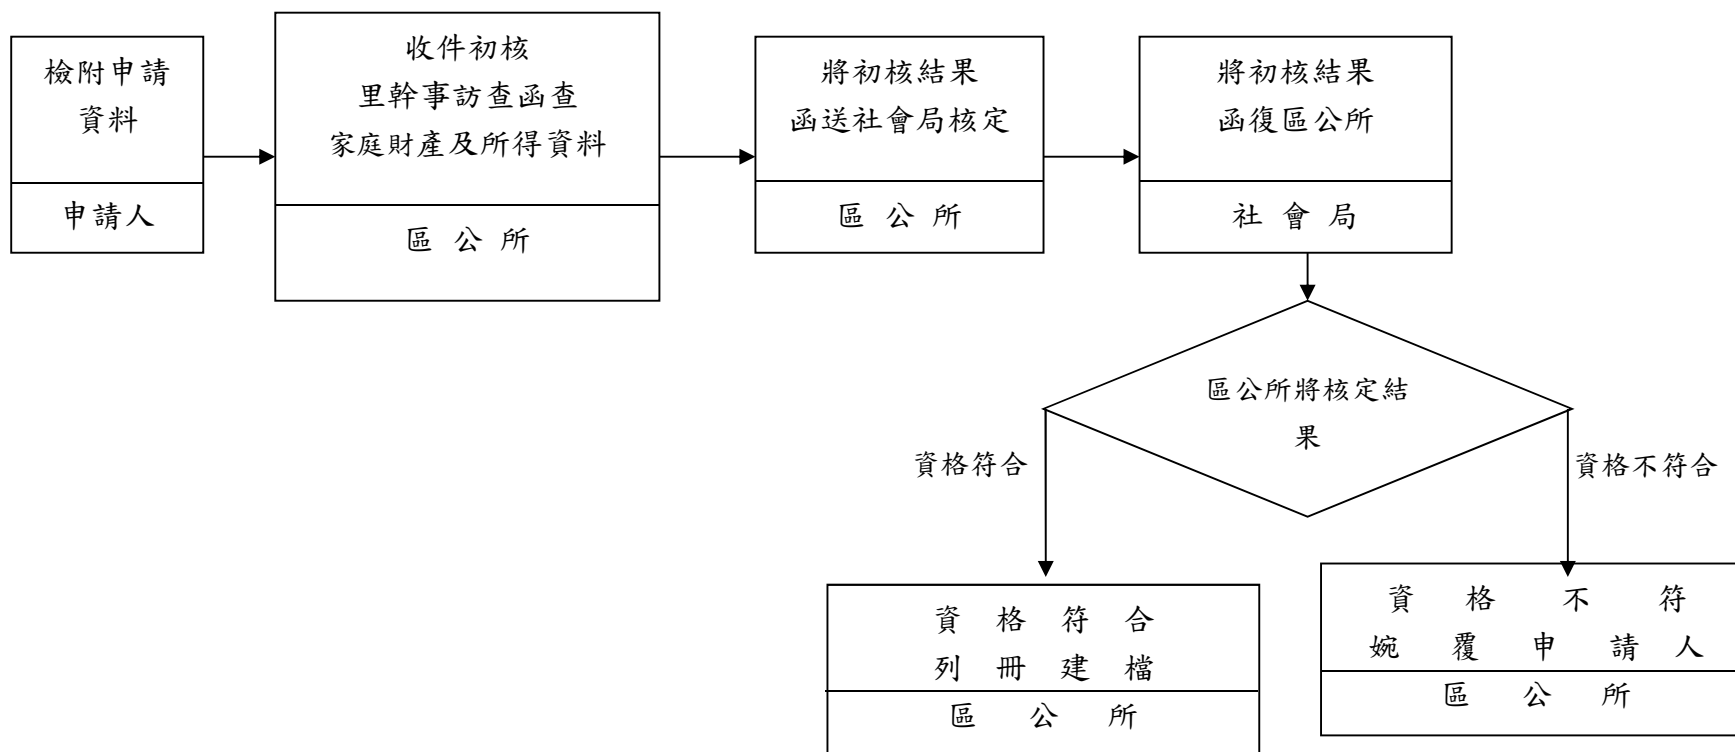 檢附申請
資料
申請人
收件初核
里幹事訪查函查
家庭財產及所得資料
區公所
將初核結果
函送社會局核定
區公所
將初核結果
函復區公所
社會局
區公所將核定結
果
資格符合
資格不符合
資格符合
列冊建檔
區公所
資格不符
婉覆申請人
區公所